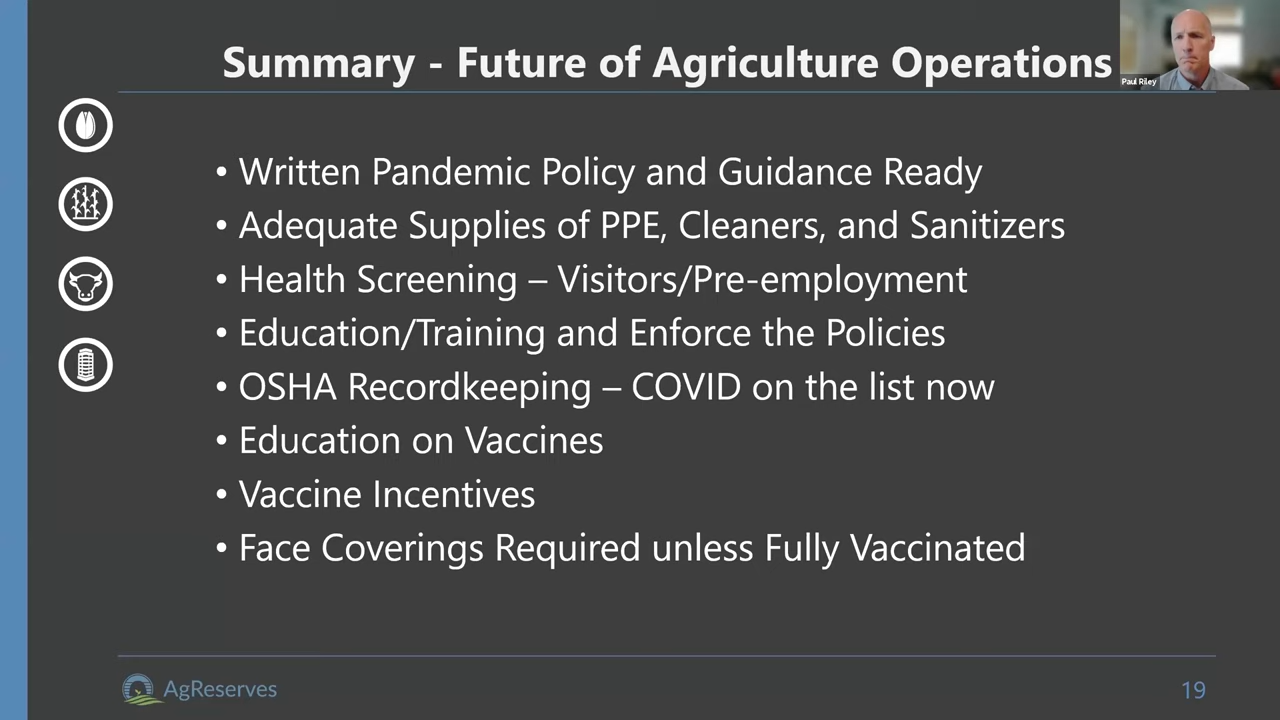 Summary - Future of Agriculture Operations
Paul Riley
• Written Pandemic Policy and Guidance Ready
• Adequate Supplies of PPE, Cleaners, and Sanitizers
• Health Screening – Visitors/Pre-employment
• Education/Training and Enforce the Policies
• OSHA Recordkeeping – COVID on the list now
• Education on Vaccines
• Vaccine Incentives
• Face Coverings Required unless Fully Vaccinated
AgReserves
19